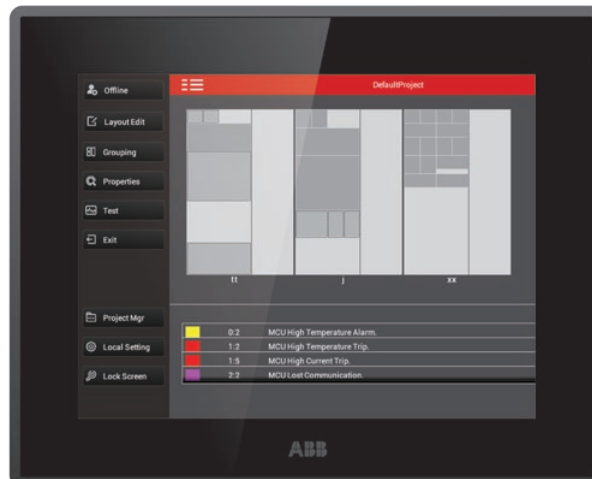 DefaultProject
Offline
Layout Edit
Grouping
Properties
Test
Exit
tt
j
xx
Project Mgr
Local Setting
Lock Screen
0:2 MCU High Temperature Alarm.
1:2 MCU High Temperature Trip.
1:5 MCU High Current Trip.
2:2 MCU Lost Communication.
ABB